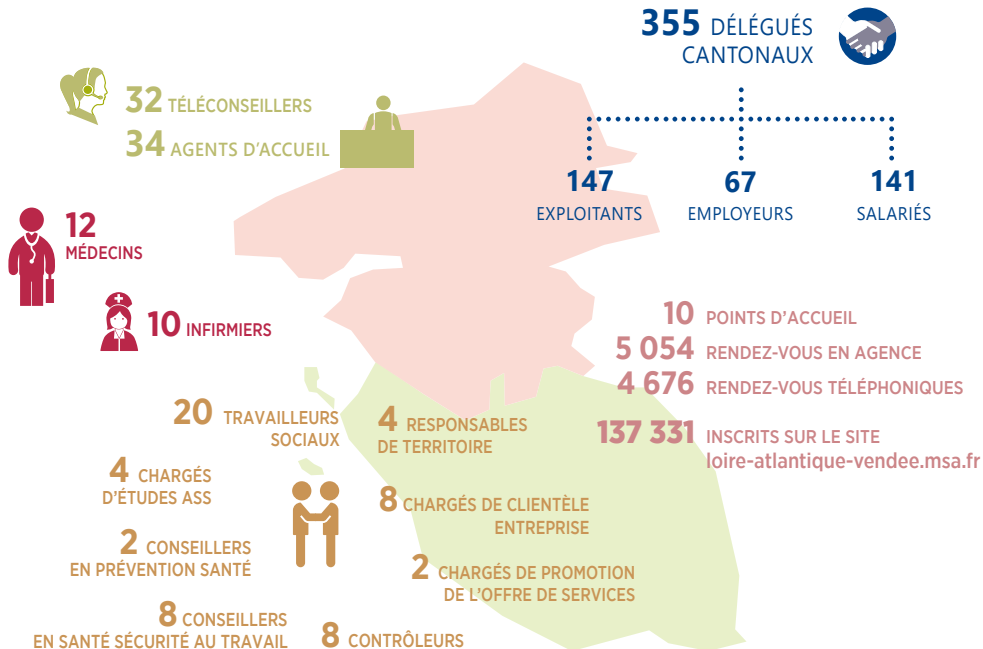 355 DÉLÉGUÉS
CANTONAUX
147
EXPLOITANTS
67
EMPLOYEURS
141
SALARIÉS
32 TÉLÉCONSEILLERS
34 AGENTS D'ACCUEIL
12
MÉDECINS
10 INFIRMIERS
10 POINTS D'ACCUEIL
5 054 RENDEZ-VOUS EN AGENCE
4 676 RENDEZ-VOUS TÉLÉPHONIQUES
137 331 INSCRITS SUR LE SITE
loire-atlantique-vendee.msa.fr
20 TRAVAILLEURS
SOCIAUX
4 RESPONSABLES
DE TERRITOIRE
4 CHARGÉS
D'ÉTUDES ASS
8 CHARGÉS DE CLIENTÈLE
ENTREPRISE
2 CONSEILLERS
EN PRÉVENTION SANTÉ
2 CHARGÉS DE PROMOTION
DE L'OFFRE DE SERVICES
8 CONSEILLERS
EN SANTÉ SÉCURITÉ AU TRAVAIL
8 CONTRÔLEURS